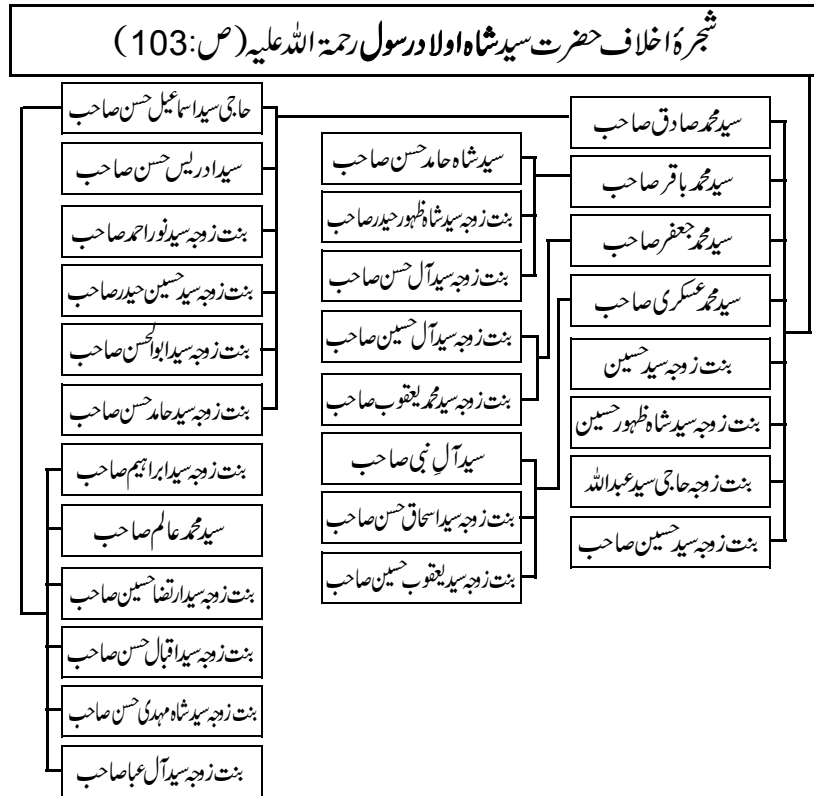 شجرۂ اخلاف حضرت سید شاہ اولاد رسول رحمۃ اللہ علیہ (ص:103)
سید محمد صادق صاحب
سید محمد باقر صاحب
سید محمد جعفر صاحب
سید محمد عسکری صاحب
بنت زوجہ سید حسین
بنت زوجہ سید شاہ ظہور حسین
بنت زوجہ حاجی سید عبداللہ
بنت زوجہ سید حسین صاحب
سید شاہ حامد حسن صاحب
بنت زوجہ سید شاہ ظہور حیدر صاحب
بنت زوجہ سید آل حسن صاحب
بنت زوجہ سید آل حسین صاحب
بنت زوجہ سید محمد یعقوب صاحب
سید آلِ نبی صاحب
بنت زوجہ سید اسحاق حسن صاحب
بنت زوجہ سید یعقوب حسین صاحب
حاجی سید اسماعیل حسن صاحب
سید ادریس حسن صاحب
بنت زوجہ سید نور احمد صاحب
بنت زوجہ سید حسین حیدر صاحب
بنت زوجہ سید ابوالحسن صاحب
بنت زوجہ سید حامد حسن صاحب
بنت زوجہ سید ابراہیم صاحب
سید محمد عالم صاحب
بنت زوجہ سید ارتضا حسین صاحب
بنت زوجہ سید اقبال حسن صاحب
بنت زوجہ سید شاہ مہدی حسن صاحب
بنت زوجہ سید آل عبا صاحب